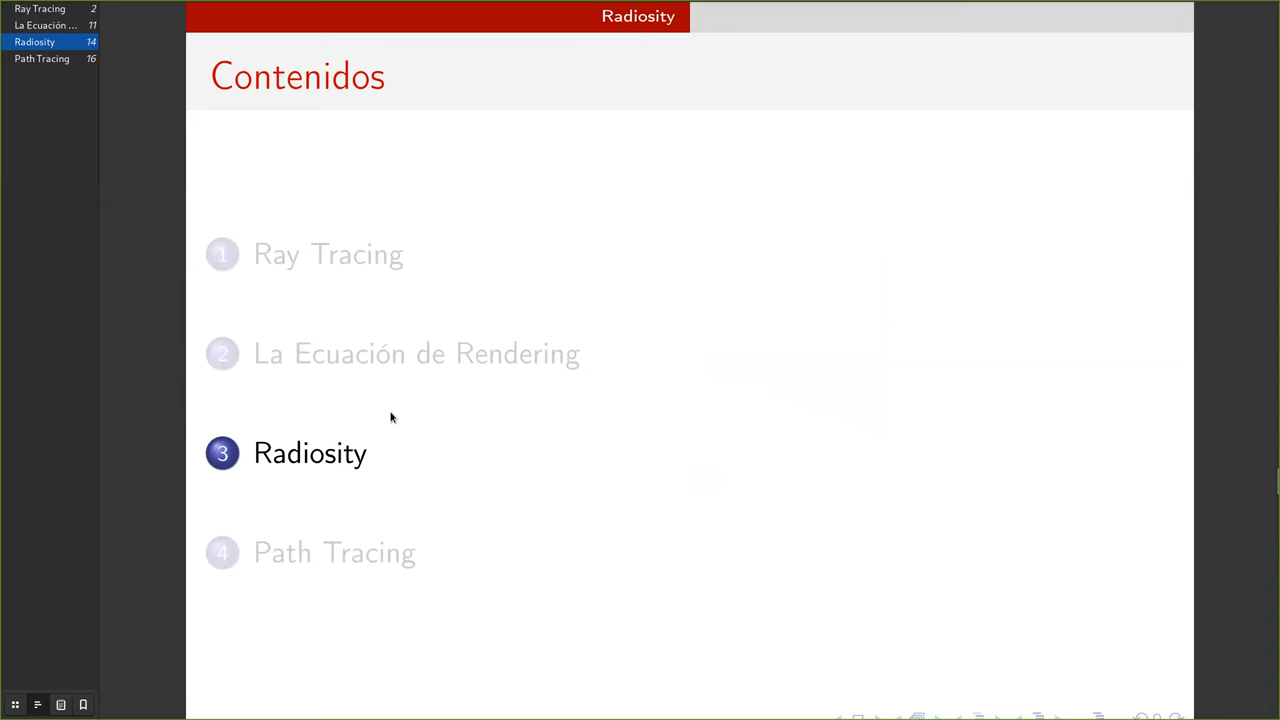 Ray Tracing 2
La Ecuación ... 11
Radiosity 14
Path Tracing 16
Radiosity
Contenidos
1 Ray Tracing
2 La Ecuación de Rendering
3 Radiosity
4 Path Tracing